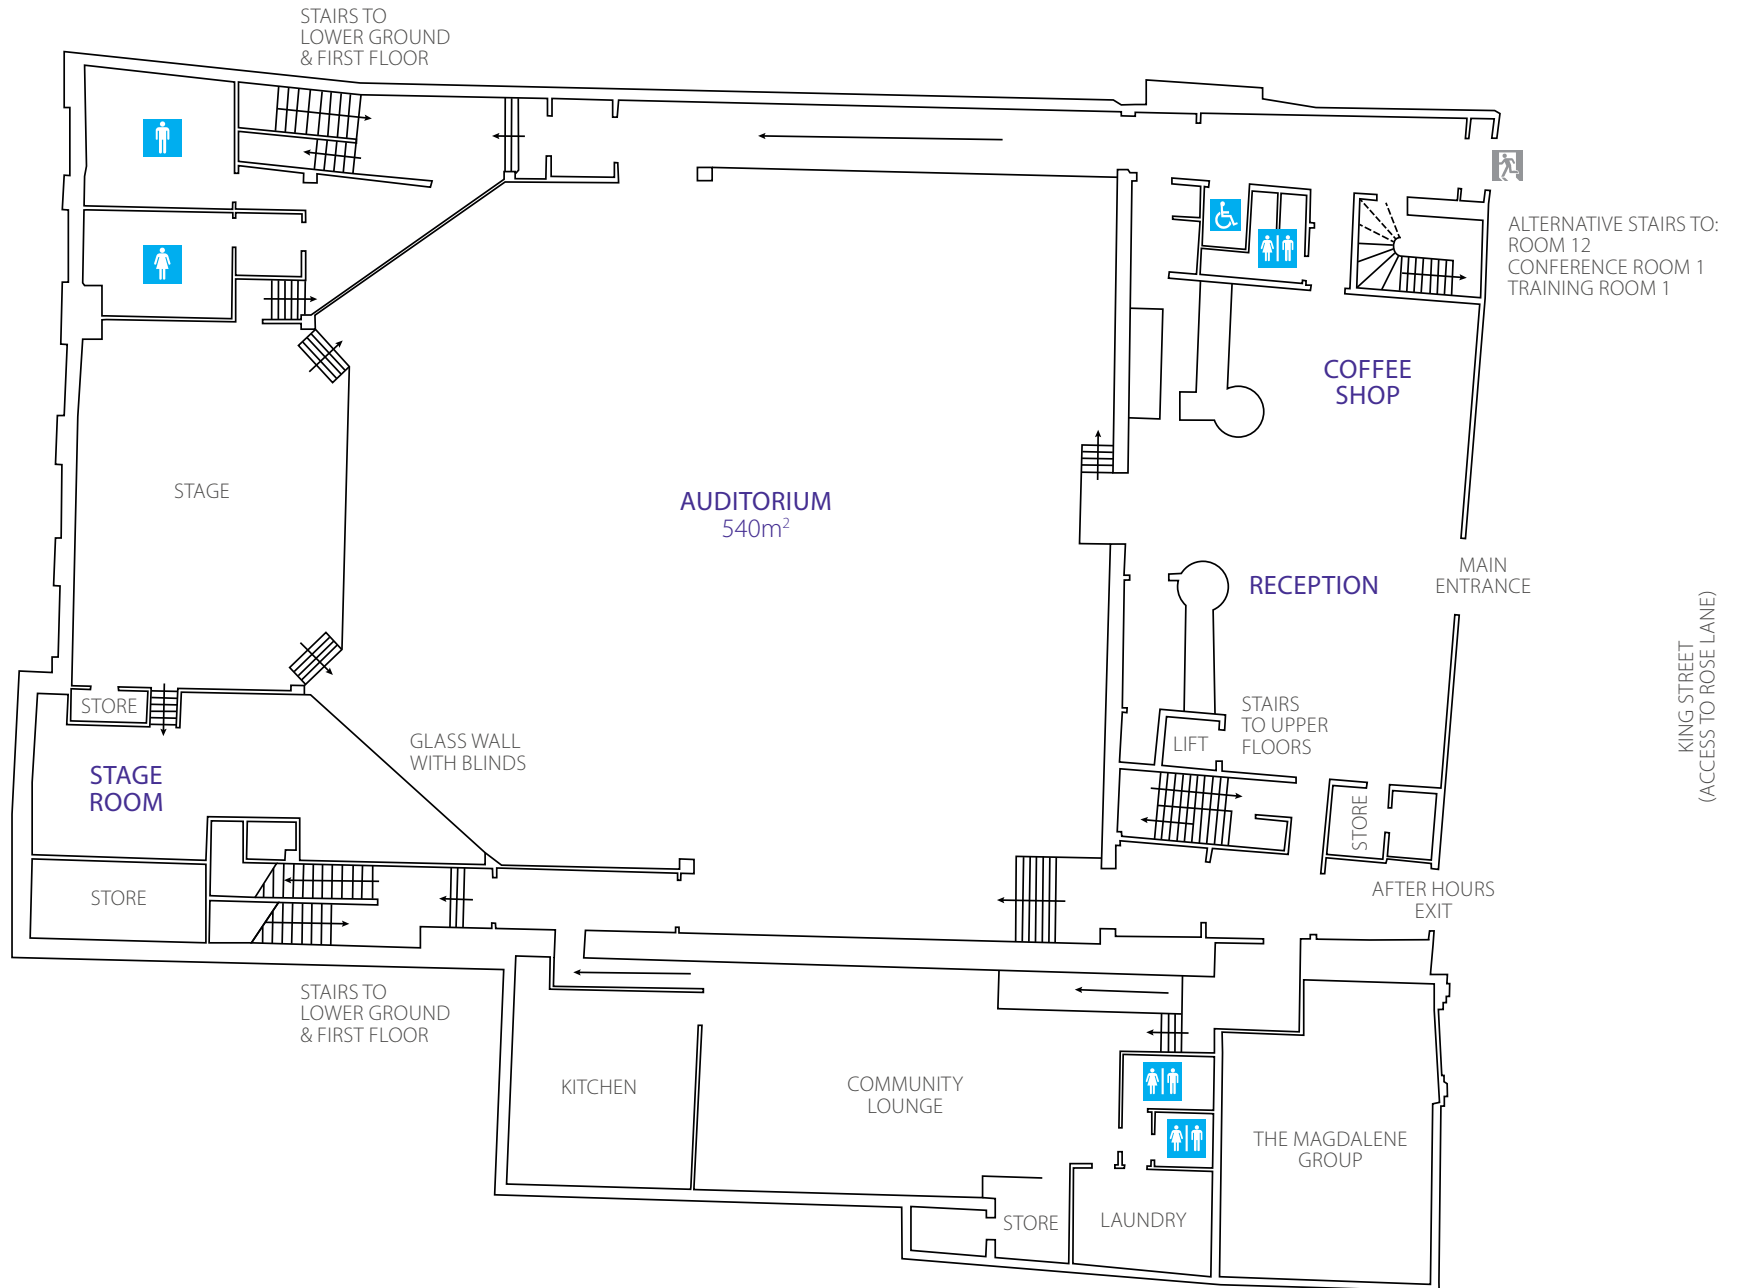 STAIRS TO
LOWER GROUND
& FIRST FLOOR
ALTERNATIVE STAIRS TO:
ROOM 12
CONFERENCE ROOM 1
TRAINING ROOM 1
COFFEE
SHOP
STAGE
AUDITORIUM
540m²
RECEPTION
MAIN
ENTRANCE
KING STREET
(ACCESS TO ROSE LANE)
STORE
STAGE
ROOM
GLASS WALL
WITH BLINDS
LIFT
STAIRS
TO UPPER
FLOORS
STORE
STORE
AFTER HOURS
EXIT
STAIRS TO
LOWER GROUND
& FIRST FLOOR
KITCHEN
COMMUNITY
LOUNGE
THE MAGDALENE
GROUP
STORE
LAUNDRY